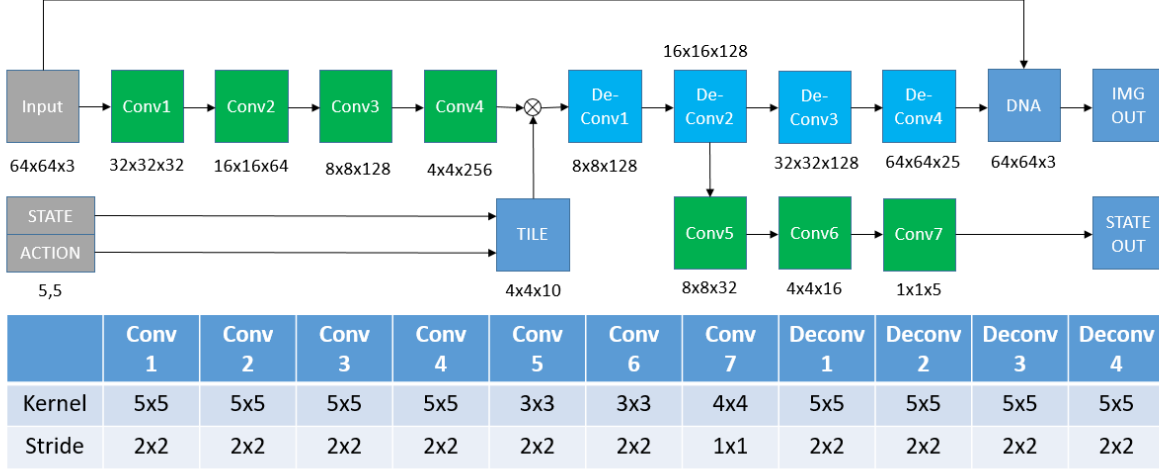 16x16x128
Input
Conv1
Conv2
Conv3
Conv4
De-
Conv1
De-
Conv2
De-
Conv3
De-
Conv4
DNA
IMG
OUT
64x64x3
32x32x32
16x16x64
8x8x128
4x4x256
8x8x128
32x32x128
64x64x25
64x64x3
STATE
ACTION
TILE
Conv5
Conv6
Conv7
STATE
OUT
5,5
4x4x10
8x8x32
4x4x16
1x1x5
Conv 1 Conv 2 Conv 3 Conv 4 Conv 5 Conv 6 Conv 7 Deconv 1 Deconv 2 Deconv 3 Deconv 4
Kernel 5x5 5x5 5x5 5x5 3x3 3x3 4x4 5x5 5x5 5x5 5x5
Stride 2x2 2x2 2x2 2x2 2x2 2x2 1x1 2x2 2x2 2x2 2x2